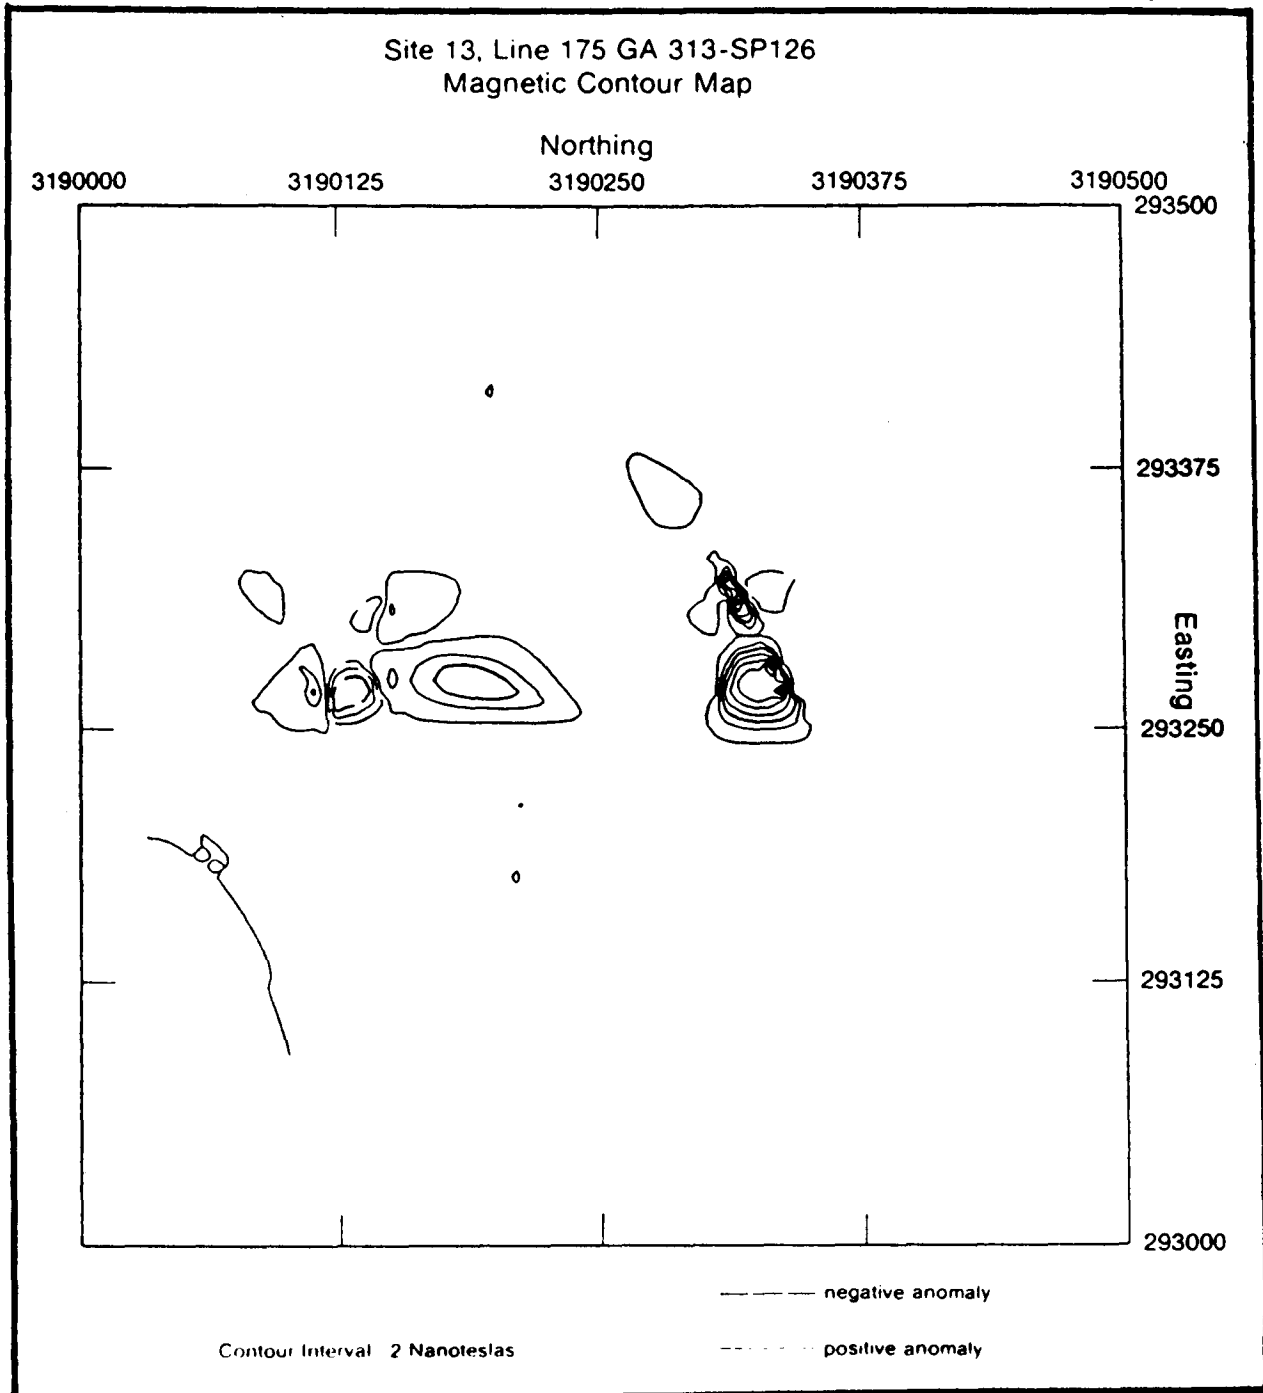 Site 13, Line 175 GA 313-SP126
Magnetic Contour Map
Northing
3190000 3190125 3190250 3190375 3190500
293500
293375
Easting
293250
293125
293000
negative anomaly
Contour Interval 2 Nanoteslas
positive anomaly